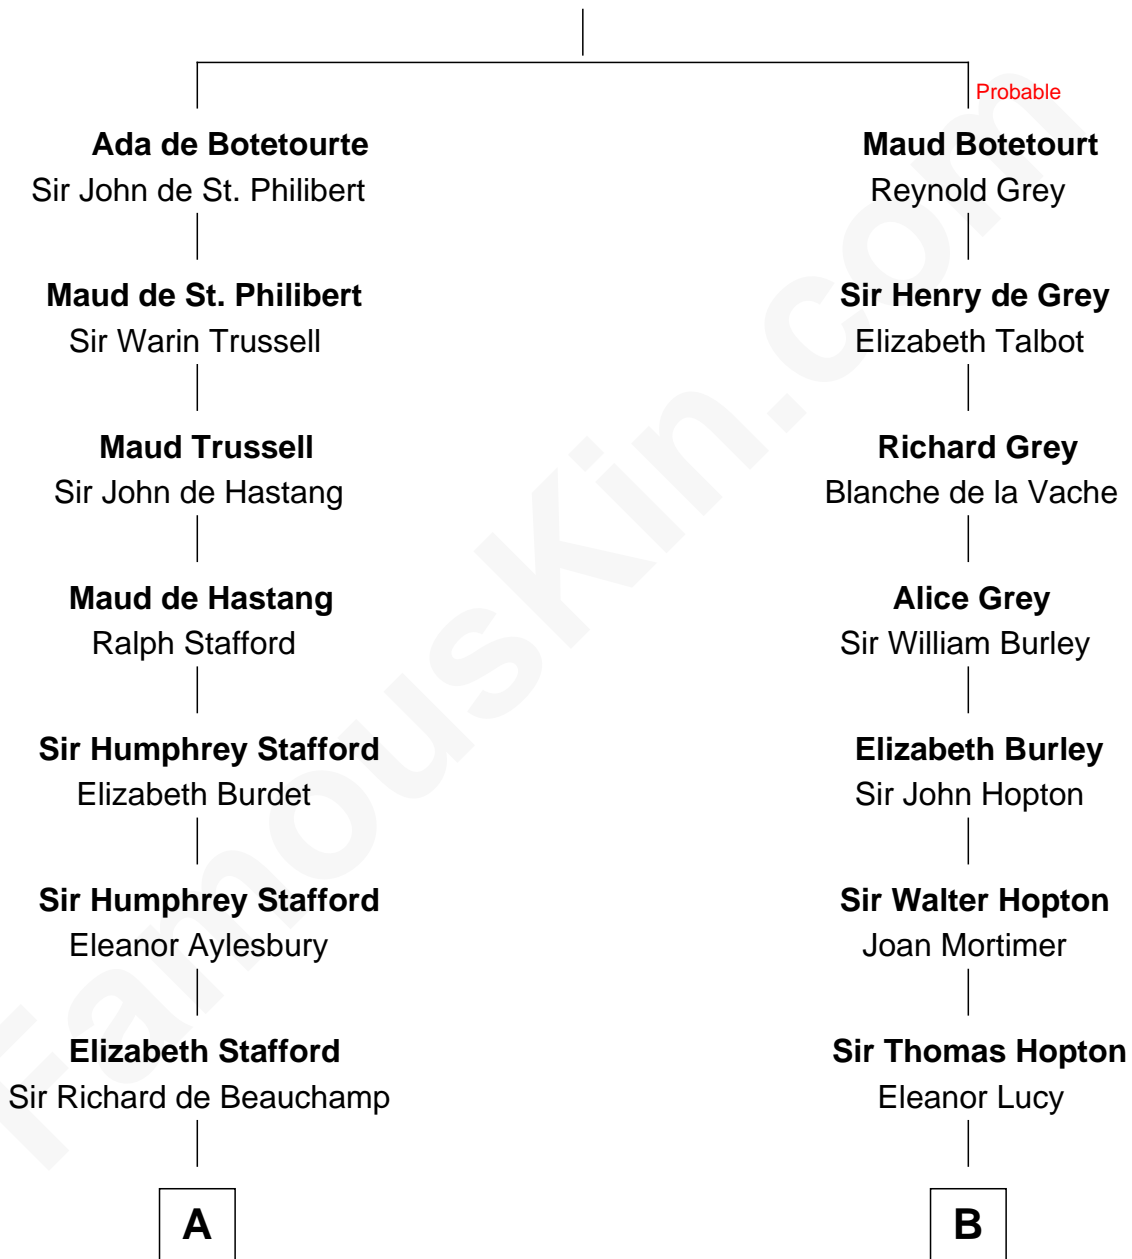 Probable
Ada de Botetourte
Sir John de St. Philibert
Maud Botetourt
Reynold Grey
Maud de St. Philibert
Sir Warin Trussell
Sir Henry de Grey
Elizabeth Talbot
Maud Trussell
Sir John de Hastang
Richard Grey
Blanche de la Vache
Maud de Hastang
Ralph Stafford
Alice Grey
Sir William Burley
Sir Humphrey Stafford
Elizabeth Burdet
Elizabeth Burley
Sir John Hopton
Sir Humphrey Stafford
Eleanor Aylesbury
Sir Walter Hopton
Joan Mortimer
Elizabeth Stafford
Sir Richard de Beauchamp
Sir Thomas Hopton
Eleanor Lucy
A
B
FamousKin.com